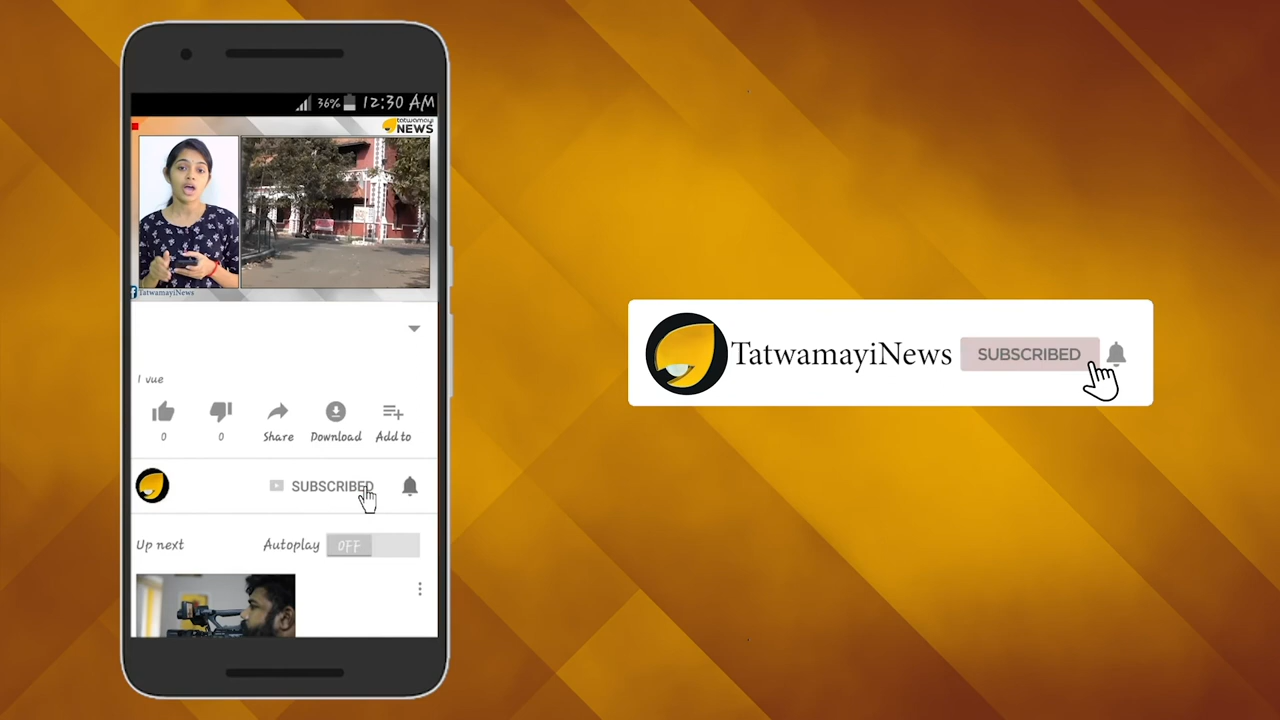 36% 12:30 AM
tatwamayi
NEWS
TatwamayiNews
1 vue
0 0 Share Download Add to
SUBSCRIBED
Up next Autoplay OFF
TatwamayiNews SUBSCRIBED